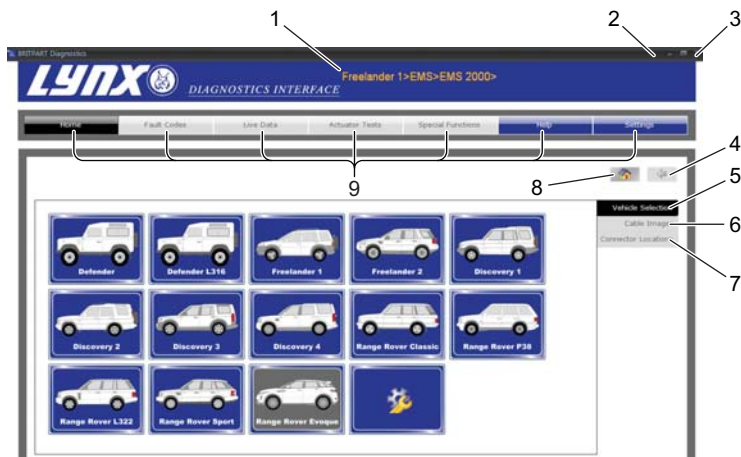 1
2
3
BRITPART Diagnostics
LYNX
DIAGNOSTICS INTERFACE
Freelander 1>EMS>EMS 2000>
Home Fault Codes Live Data Actuator Tests Special Functions Help Settings
9
8
4
5
6
7
Vehicle Selection
Cable Image
Connector Location
Defender Defender L316 Freelander 1 Freelander 2 Discovery 1
Discovery 2 Discovery 3 Discovery 4 Range Rover Classic Range Rover P38
Range Rover L322 Range Rover Sport Range Rover Evoque